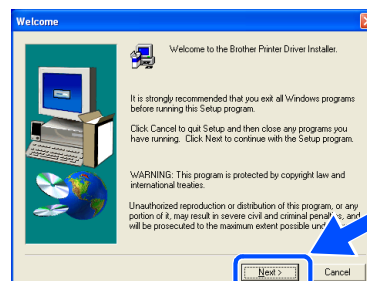 Welcome
Welcome to the Brother Printer Driver Installer.
It is strongly recommended that you exit all Windows programs
before running this Setup program.
Click Cancel to quit Setup and then close any programs you
have running. Click Next to continue with the Setup program.
WARNING: This program is protected by copyright law and
international treaties.
Unauthorized reproduction or distribution of this program, or any
portion of it, may result in severe civil and criminal penalties, and
will be prosecuted to the maximum extent possible under
Next >
Cancel